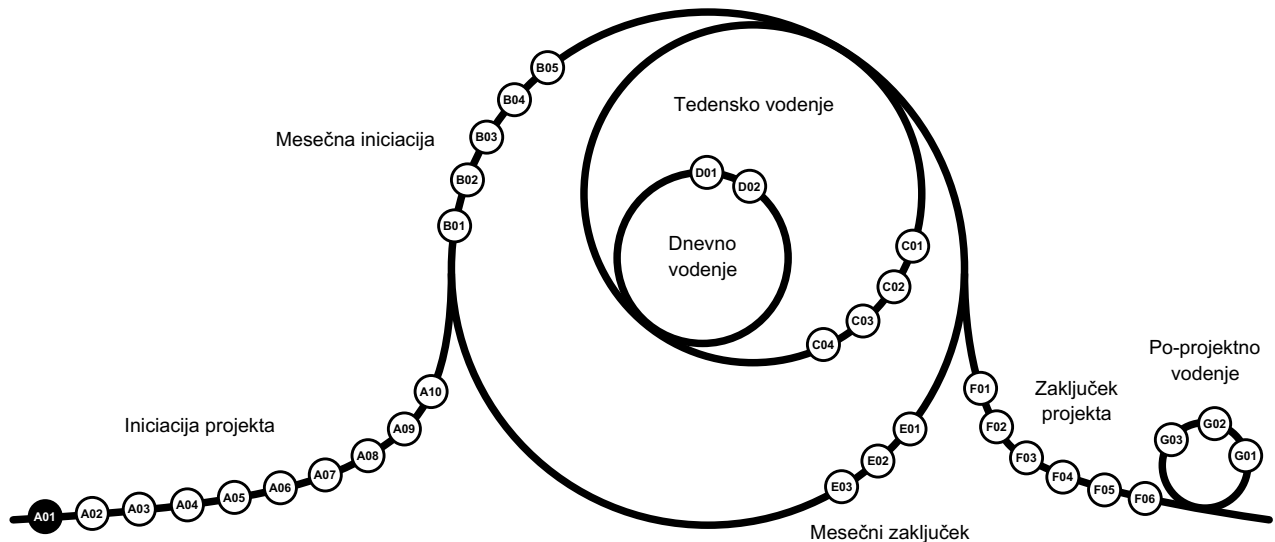 Iniciacija projekta
A01
A02
A03
A04
A05
A06
A07
A08
A09
A10
Mesečna iniciacija
B01
B02
B03
B04
B05
Tedensko vodenje
C01
C02
C03
C04
Dnevno
vodenje
D01
D02
Mesečni zaključek
E01
E02
E03
Zaključek
projekta
F01
F02
F03
F04
F05
F06
Po-projektno
vodenje
G01
G02
G03